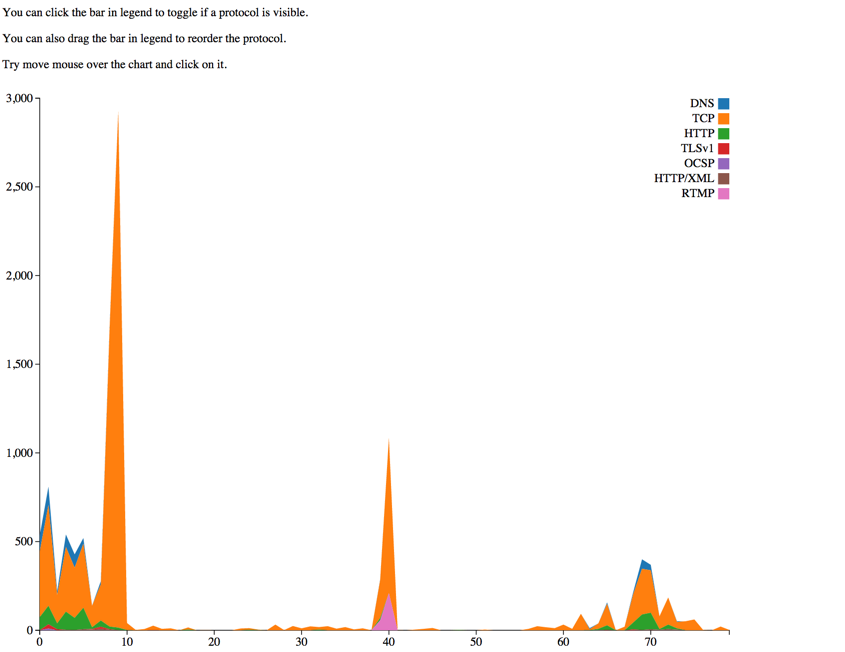 You can click the bar in legend to toggle if a protocol is visible.
You can also drag the bar in legend to reorder the protocol.
Try move mouse over the chart and click on it.
3,000
2,500
2,000
1,500
1,000
500
0
DNS
TCP
HTTP
TLSv1
OCSP
HTTP/XML
RTMP
0 10 20 30 40 50 60 70